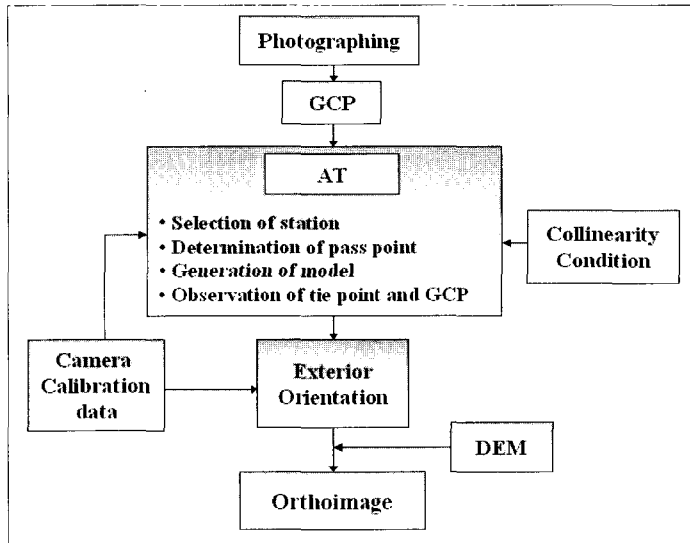 Photographing
GCP
AT
• Selection of station
• Determination of pass point
• Generation of model
• Observation of tie point and GCP
Collinearity
Condition
Camera
Calibration
data
Exterior
Orientation
DEM
Orthoimage